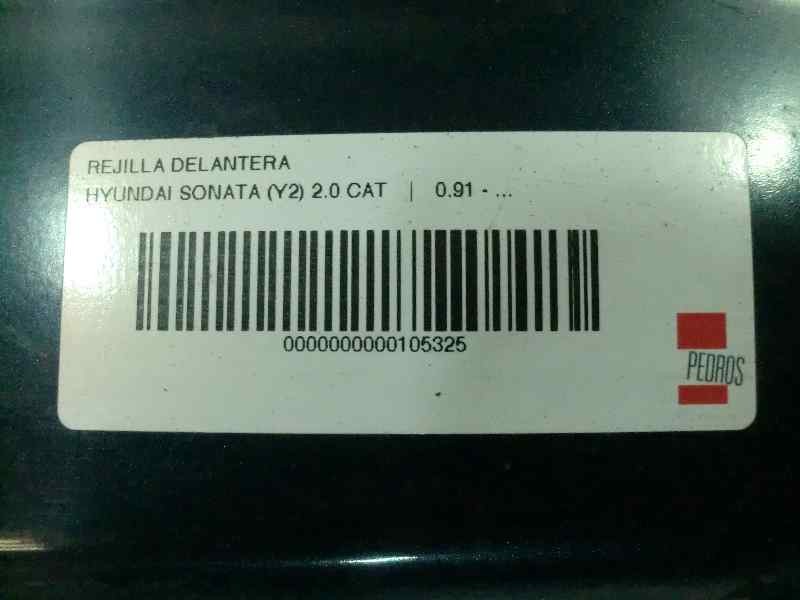 REJILLA DELANTERA
HYUNDAI SONATA (Y2) 2.0 CAT | 0.91 - ...
0000000000105325
PEDROS